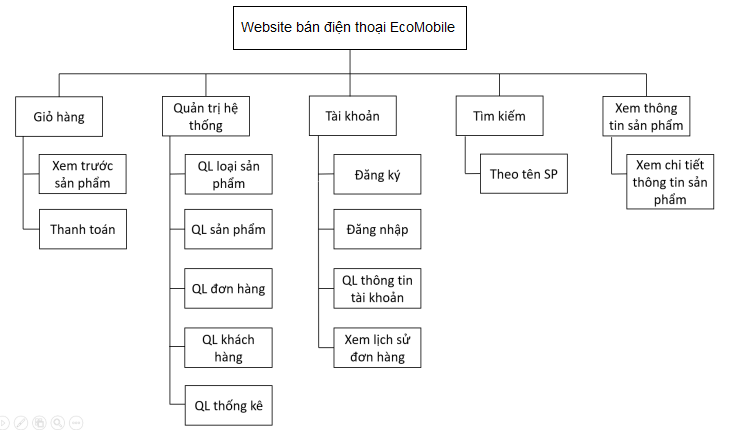 Website bán điện thoại EcoMobile
Giỏ hàng
Xem trước
sản phẩm
Thanh toán
Quản trị hệ
thống
QL loại sản
phẩm
QL sản phẩm
QL đơn hàng
QL khách
hàng
QL thống kê
Tài khoản
Đăng ký
Đăng nhập
QL thông tin
tài khoản
Xem lịch sử
đơn hàng
Tìm kiếm
Theo tên SP
Xem thông
tin sản phẩm
Xem chi tiết
thông tin sản
phẩm